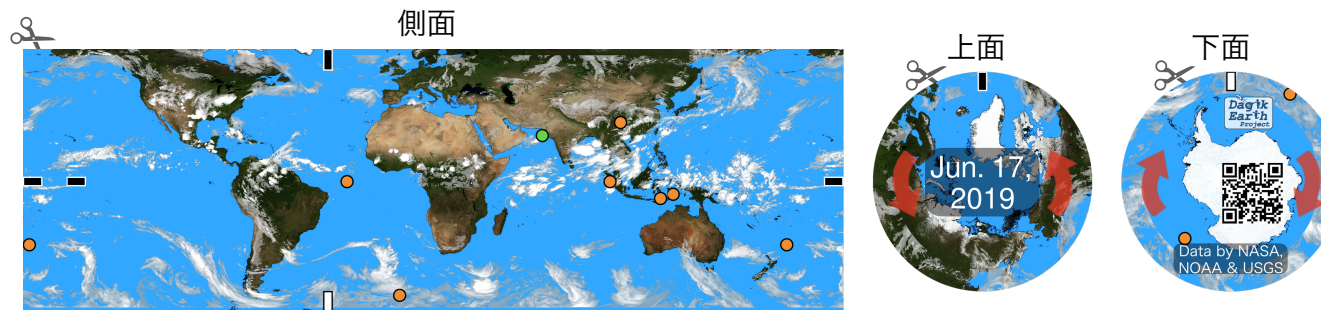 側面
上面
下面
Jun. 17,
2019
Dagik
Earth
Project
Data by NASA,
NOAA & USGS